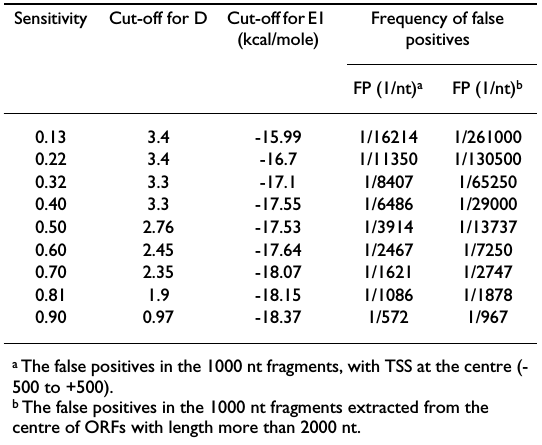 Sensitivity Cut-off for D Cut-off for E1 Frequency of false
(kcal/mole) positives
FP (1/nt)a FP (1/nt)b
0.13 3.4 -15.99 1/16214 1/261000
0.22 3.4 -16.7 1/11350 1/130500
0.32 3.3 -17.1 1/8407 1/65250
0.40 3.3 -17.55 1/6486 1/29000
0.50 2.76 -17.53 1/3914 1/13737
0.60 2.45 -17.64 1/2467 1/7250
0.70 2.35 -18.07 1/1621 1/2747
0.81 1.9 -18.15 1/1086 1/1878
0.90 0.97 -18.37 1/572 1/967
a The false positives in the 1000 nt fragments, with TSS at the centre (-
500 to +500).
b The false positives in the 1000 nt fragments extracted from the
centre of ORFs with length more than 2000 nt.